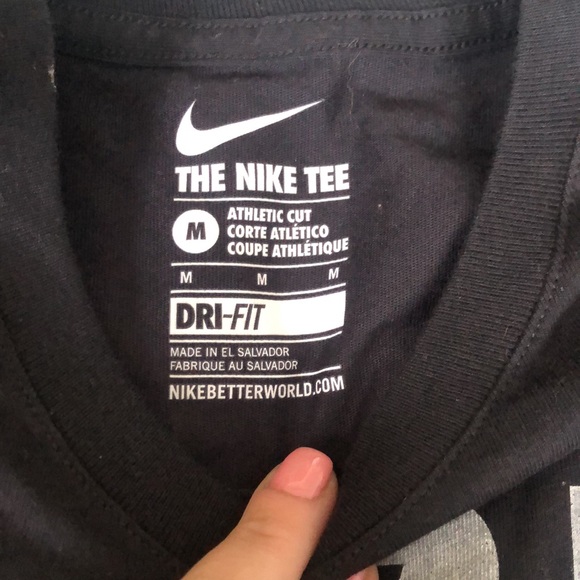 THE NIKE TEE
M
ATHLETIC CUT
CORTE ATLÉTICO
COUPE ATHLÉTIQUE
M M M
DRI-FIT
MADE IN EL SALVADOR
FABRIQUE AU SALVADOR
NIKEBETTERWORLD.COM